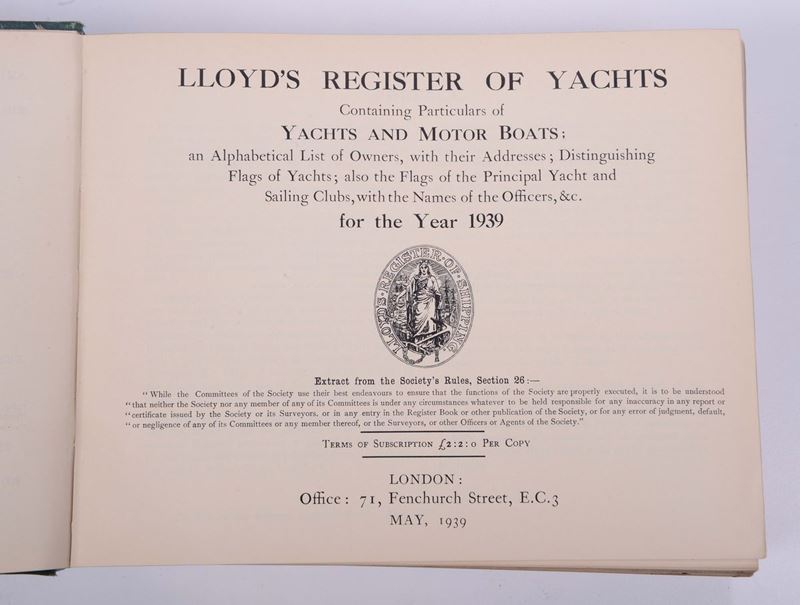 LLOYD'S REGISTER OF YACHTS
Containing Particulars of
YACHTS AND MOTOR BOATS;
an Alphabetical List of Owners, with their Addresses; Distinguishing
Flags of Yachts; also the Flags of the Principal Yacht and
Sailing Clubs, with the Names of the Officers, &c.
for the Year 1939
LLOYD'S·REGISTER·OF·SHIPPING
Extract from the Society's Rules, Section 26:—
"While the Committees of the Society use their best endeavours to ensure that the functions of the Society are properly executed, it is to be understood
"that neither the Society nor any member of any of its Committees is under any circumstances whatever to be held responsible for any inaccuracy in any report or
"certificate issued by the Society or its Surveyors, or in any entry in the Register Book or other publication of the Society, or for any error of judgment, default,
"or negligence of any of its Committees or any member thereof, or the Surveyors, or other Officers or Agents of the Society."
TERMS OF SUBSCRIPTION £2:2:0 PER COPY
LONDON:
Office: 71, Fenchurch Street, E.C.3
MAY, 1939